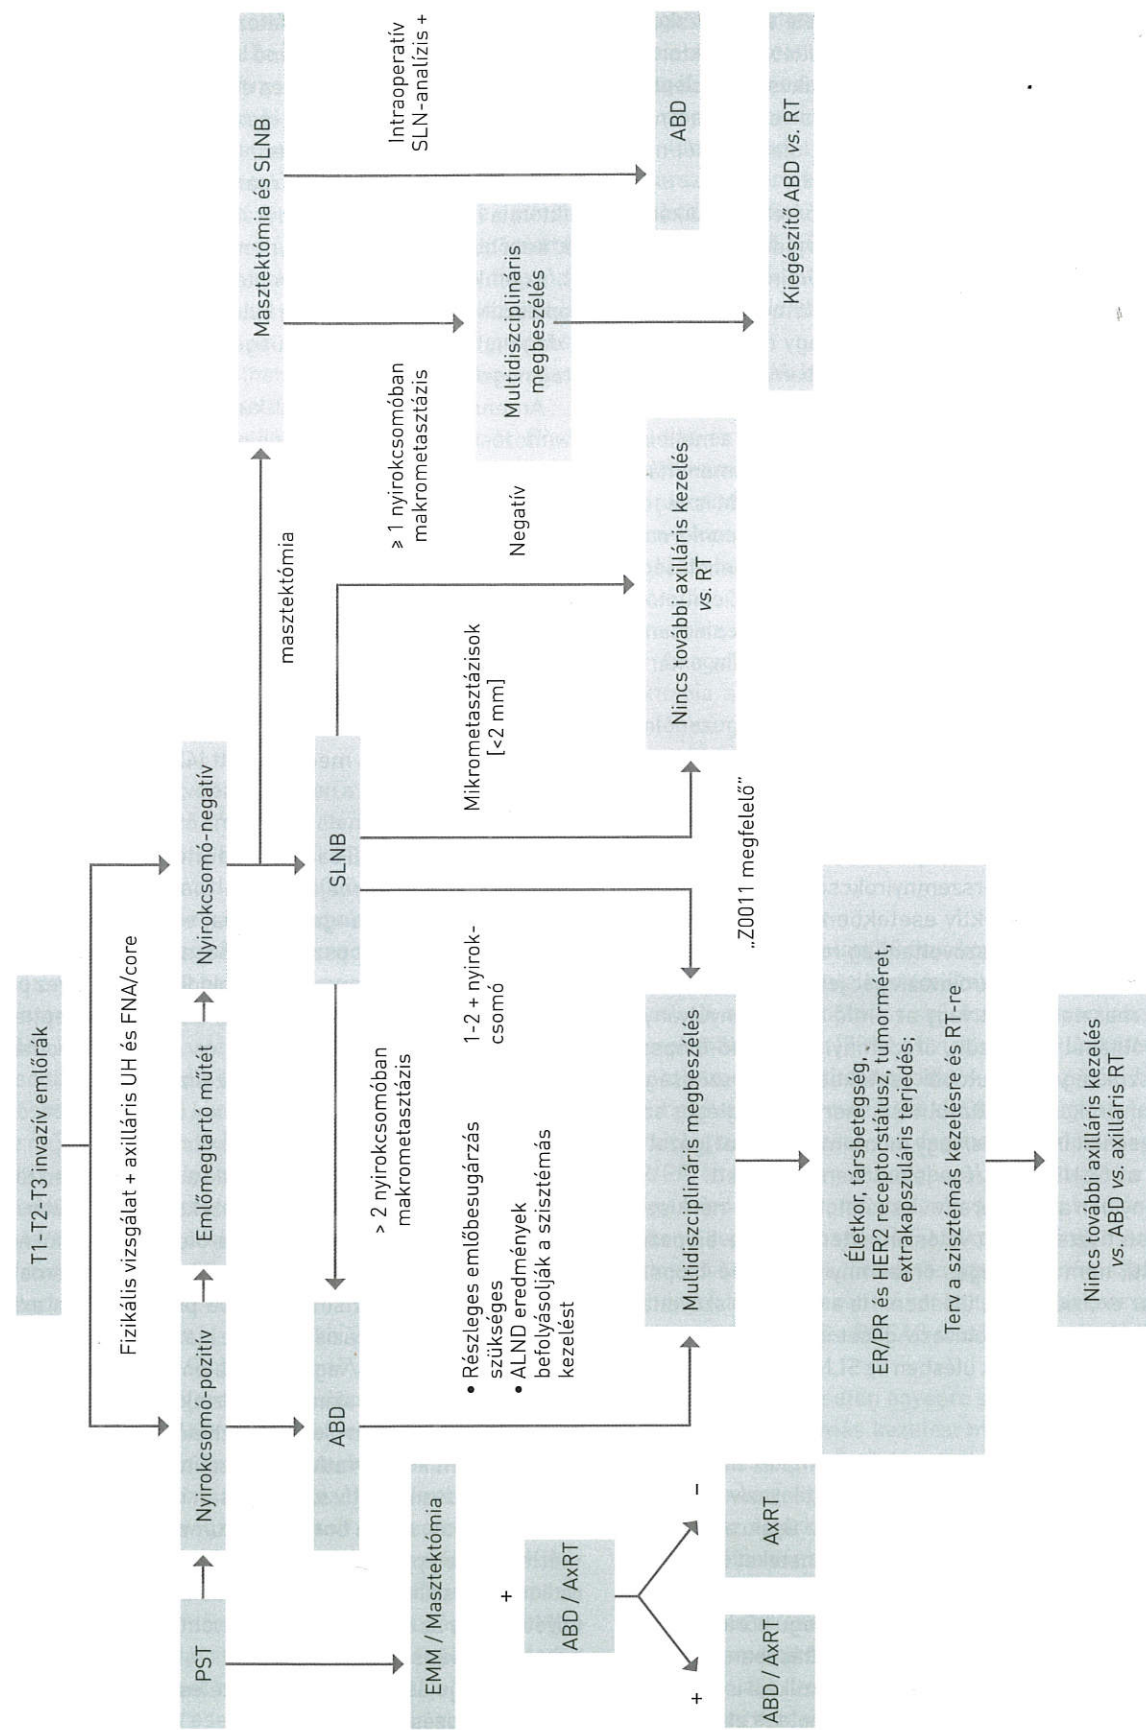 T1-T2-T3 invazív emlőrák
Fizikális vizsgálat + axilláris UH és FNA/core
PST
Nyirokcsomó-pozitív
Emlőmegtartó műtét
Nyirokcsomó-negatív
masztektómia
Masztektómia és SLNB
ABD
> 2 nyirokcsomóban
makrometasztázis
SLNB
≥ 1 nyirokcsomóban
makrometasztázis
Intraoperatív
SLN-analízis +
EMM / Masztektómia
• Részleges emlőbesugárzás
szükséges
• ALND eredmények
befolyásolják a szisztémás
kezelést
1-2 + nyirok-
csomó
Mikrometasztázisok
[<2 mm]
Negatív
Multidiszciplináris
megbeszélés
+
ABD / AxRT
Multidiszciplináris megbeszélés
„Z0011 megfelelő”
Nincs további axilláris kezelés
vs. RT
ABD
+
−
ABD / AxRT
AxRT
Kiegészítő ABD vs. RT
Életkor, társbetegség,
ER/PR és HER2 receptorstátusz, tumorméret,
extrakapszuláris terjedés;
Terv a szisztémás kezelésre és RT-re
Nincs további axilláris kezelés
vs. ABD vs. axilláris RT